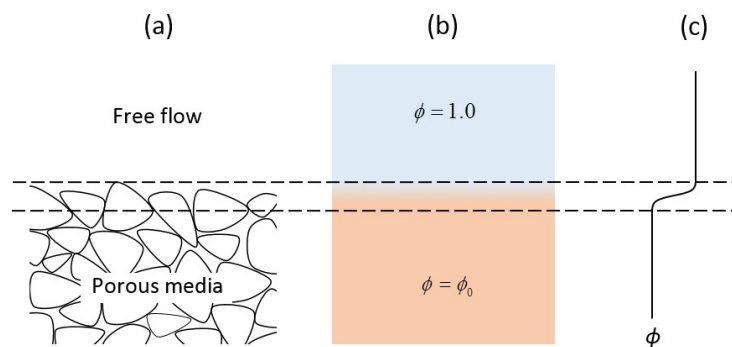 (a)
(b)
(c)
Free flow
ϕ = 1.0
Porous media
ϕ = ϕ₀
ϕ